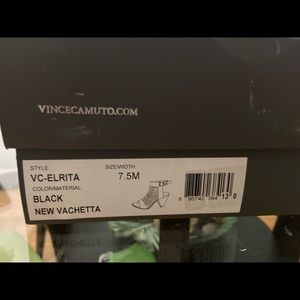 VINCECAMUTO.COM
STYLE: SIZE/WIDTH:
VC-ELRITA 7.5M
COLOR/MATERIAL:
BLACK
NEW VACHETTA